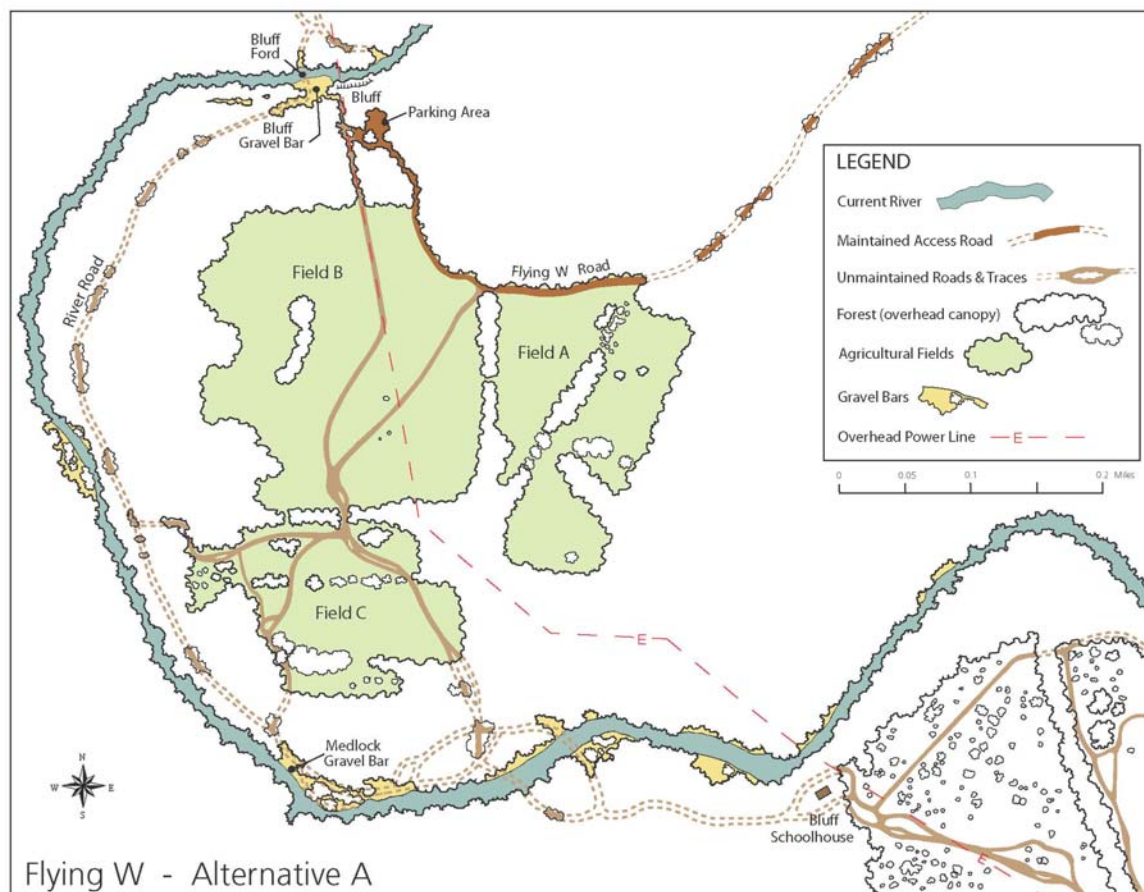 Bluff
Ford
Bluff
Parking Area
Bluff
Gravel Bar
River Road
Field B
Flying W Road
Field A
Field C
Medlock
Gravel Bar
Bluff
Schoolhouse
E
E
N
W E
S
LEGEND
Current River
Maintained Access Road
Unmaintained Roads & Traces
Forest (overhead canopy)
Agricultural Fields
Gravel Bars
Overhead Power Line
E
0 0.05 0.1 0.2 Miles
Flying W - Alternative A